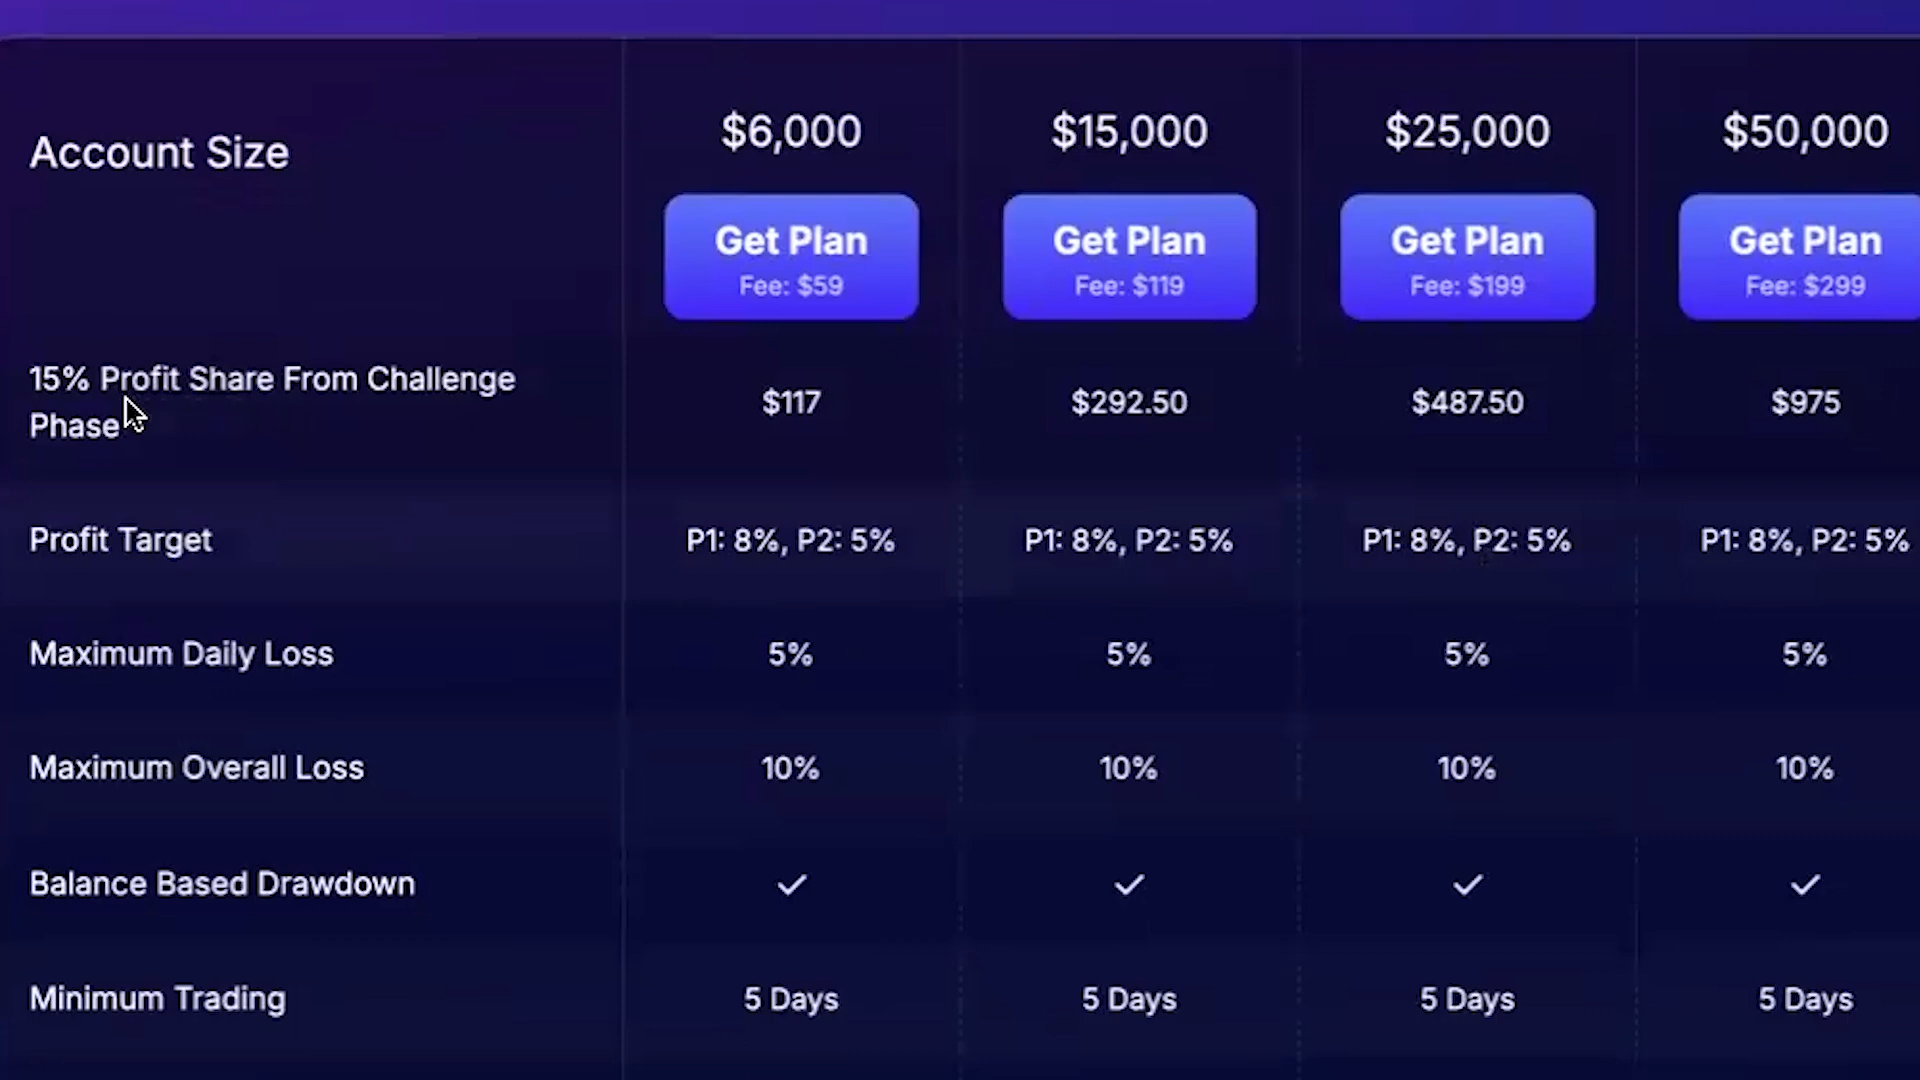 Account Size
$6,000
$15,000
$25,000
$50,000
Get Plan
Fee: $59
Get Plan
Fee: $119
Get Plan
Fee: $199
Get Plan
Fee: $299
15% Profit Share From Challenge
Phase
$117
$292.50
$487.50
$975
Profit Target
P1: 8%, P2: 5%
P1: 8%, P2: 5%
P1: 8%, P2: 5%
P1: 8%, P2: 5%
Maximum Daily Loss
5%
5%
5%
5%
Maximum Overall Loss
10%
10%
10%
10%
Balance Based Drawdown
Minimum Trading
5 Days
5 Days
5 Days
5 Days